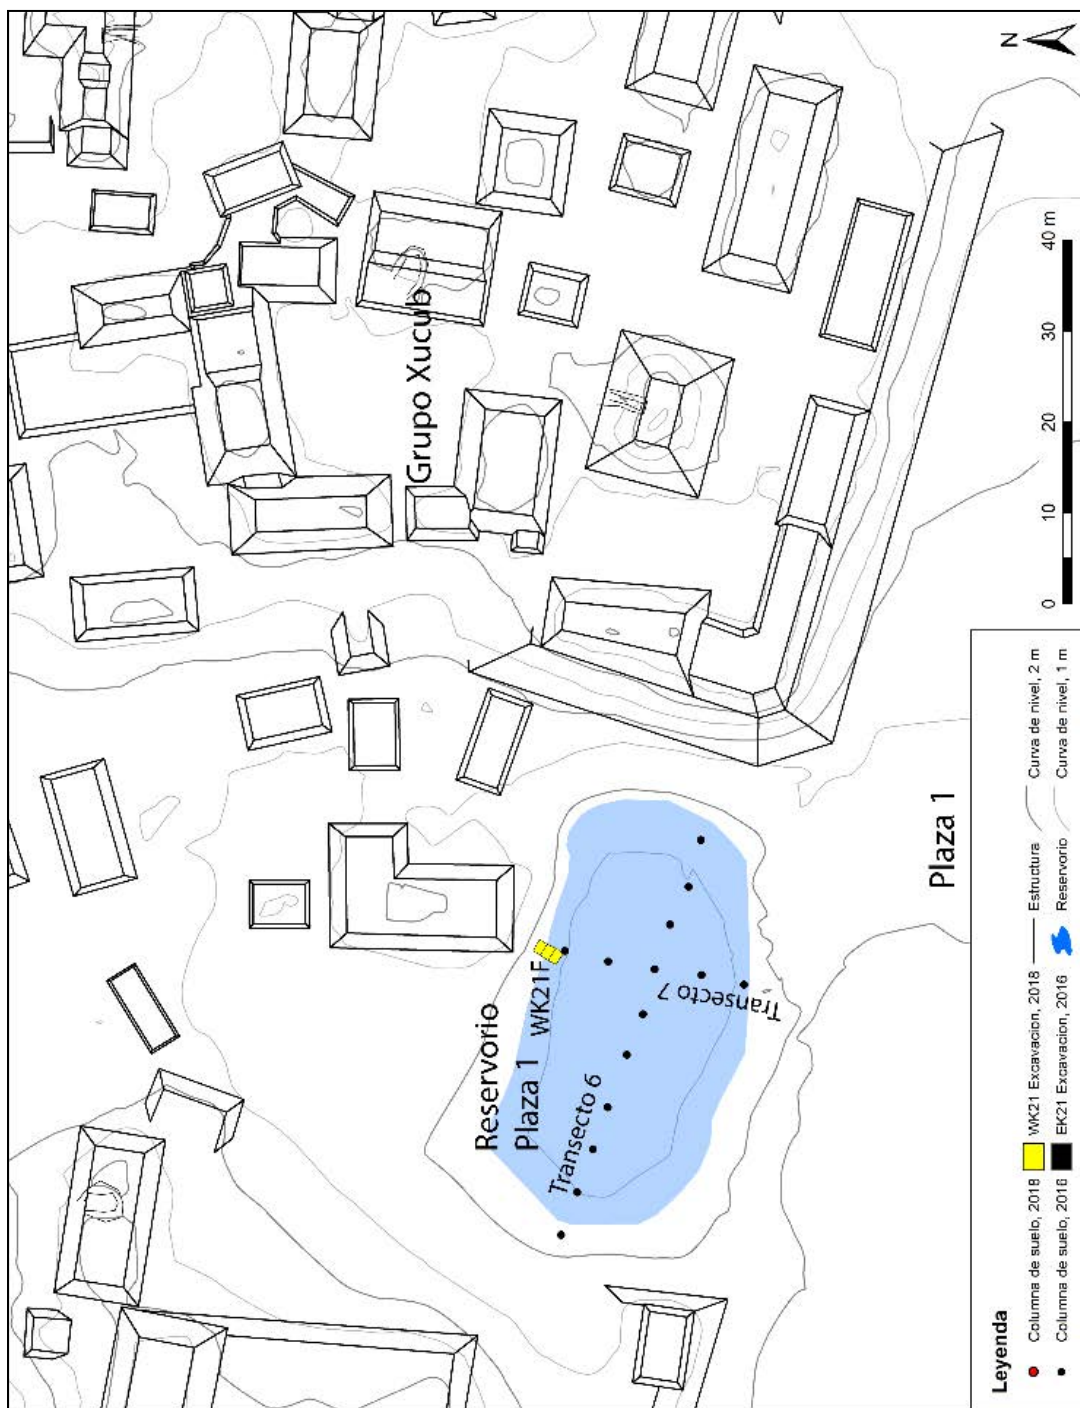 N
Grupo Xucub
Reservorio
Plaza 1
WK21F
Transecto 6
Transecto 7
Plaza 1
0 10 20 30 40 m
Leyenda
Columna de suelo, 2018 WK21 Excavacion, 2018 Estructura Curva de nivel, 2 m
Columna de suelo, 2016 EK21 Excavacion, 2016 Reservorio Curva de nivel, 1 m